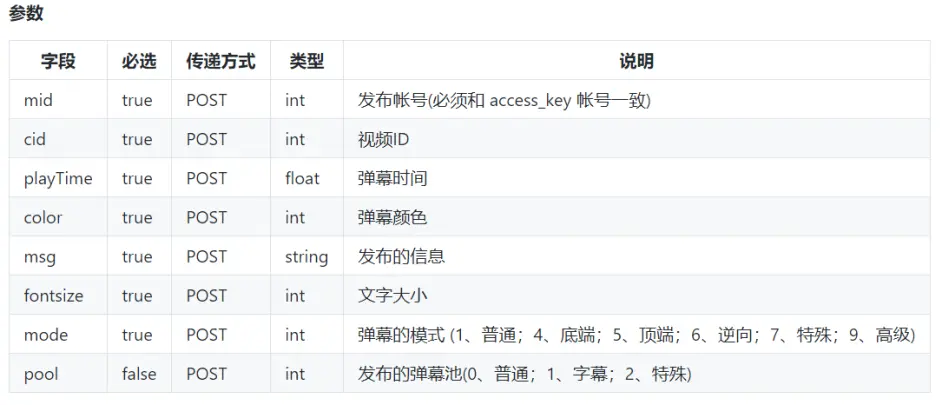 参数
字段 必选 传递方式 类型 说明
mid true POST int 发布帐号(必须和 access_key 帐号一致)
cid true POST int 视频ID
playTime true POST float 弹幕时间
color true POST int 弹幕颜色
msg true POST string 发布的信息
fontsize true POST int 文字大小
mode true POST int 弹幕的模式 (1、普通；4、底端；5、顶端；6、逆向；7、特殊；9、高级)
pool false POST int 发布的弹幕池(0、普通；1、字幕；2、特殊)